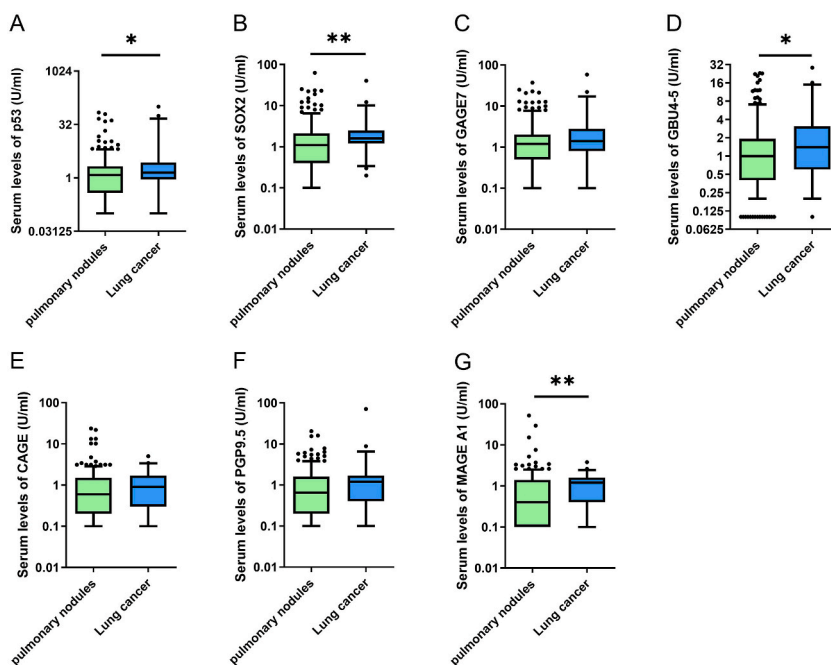 A
*
Serum levels of p53 (U/ml)
1024
32
1
0.03125
pulmonary nodules
Lung cancer
B
**
Serum levels of SOX2 (U/ml)
100
10
1
0.1
0.01
pulmonary nodules
Lung cancer
C
Serum levels of GAGE7 (U/ml)
100
10
1
0.1
0.01
pulmonary nodules
Lung cancer
D
*
Serum levels of GBU4-5 (U/ml)
32
16
8
4
2
1
0.5
0.25
0.125
0.0625
pulmonary nodules
Lung cancer
E
Serum levels of CAGE (U/ml)
100
10
1
0.1
0.01
pulmonary nodules
Lung cancer
F
Serum levels of PGP9.5 (U/ml)
100
10
1
0.1
0.01
pulmonary nodules
Lung cancer
G
**
Serum levels of MAGE A1 (U/ml)
100
10
1
0.1
0.01
pulmonary nodules
Lung cancer